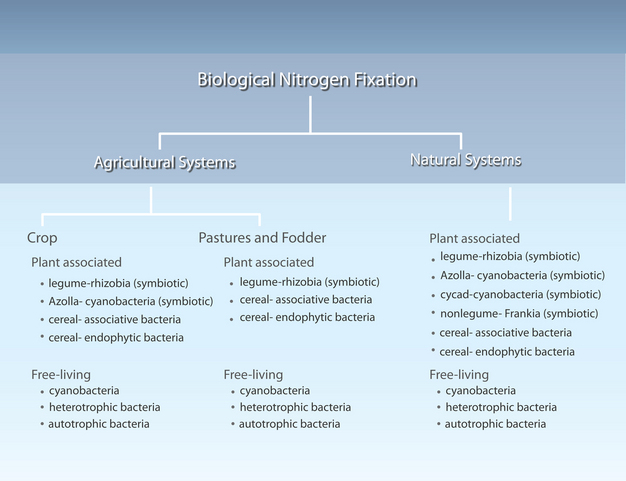 Biological Nitrogen Fixation
Agricultural Systems
Natural Systems
Crop
Plant associated
• legume-rhizobia (symbiotic)
• Azolla- cyanobacteria (symbiotic)
• cereal- associative bacteria
• cereal- endophytic bacteria
Free-living
• cyanobacteria
• heterotrophic bacteria
• autotrophic bacteria
Pastures and Fodder
Plant associated
• legume-rhizobia (symbiotic)
• cereal- associative bacteria
• cereal- endophytic bacteria
Free-living
• cyanobacteria
• heterotrophic bacteria
• autotrophic bacteria
Plant associated
• legume-rhizobia (symbiotic)
• Azolla- cyanobacteria (symbiotic)
• cycad-cyanobacteria (symbiotic)
• nonlegume- Frankia (symbiotic)
• cereal- associative bacteria
• cereal- endophytic bacteria
Free-living
• cyanobacteria
• heterotrophic bacteria
• autotrophic bacteria